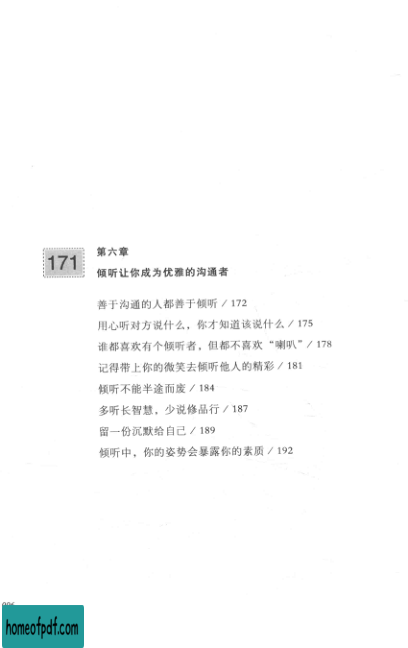 171
第六章
倾听让你成为优雅的沟通者
善于沟通的人都善于倾听 / 172
用心听对方说什么，你才知道该说什么 / 175
谁都喜欢有个倾听者，但都不喜欢“喇叭” / 178
记得带上你的微笑去倾听他人的精彩 / 181
倾听不能半途而废 / 184
多听长智慧，少说修品行 / 187
留一份沉默给自己 / 189
倾听中，你的姿势会暴露你的素质 / 192
homeofpdf.com